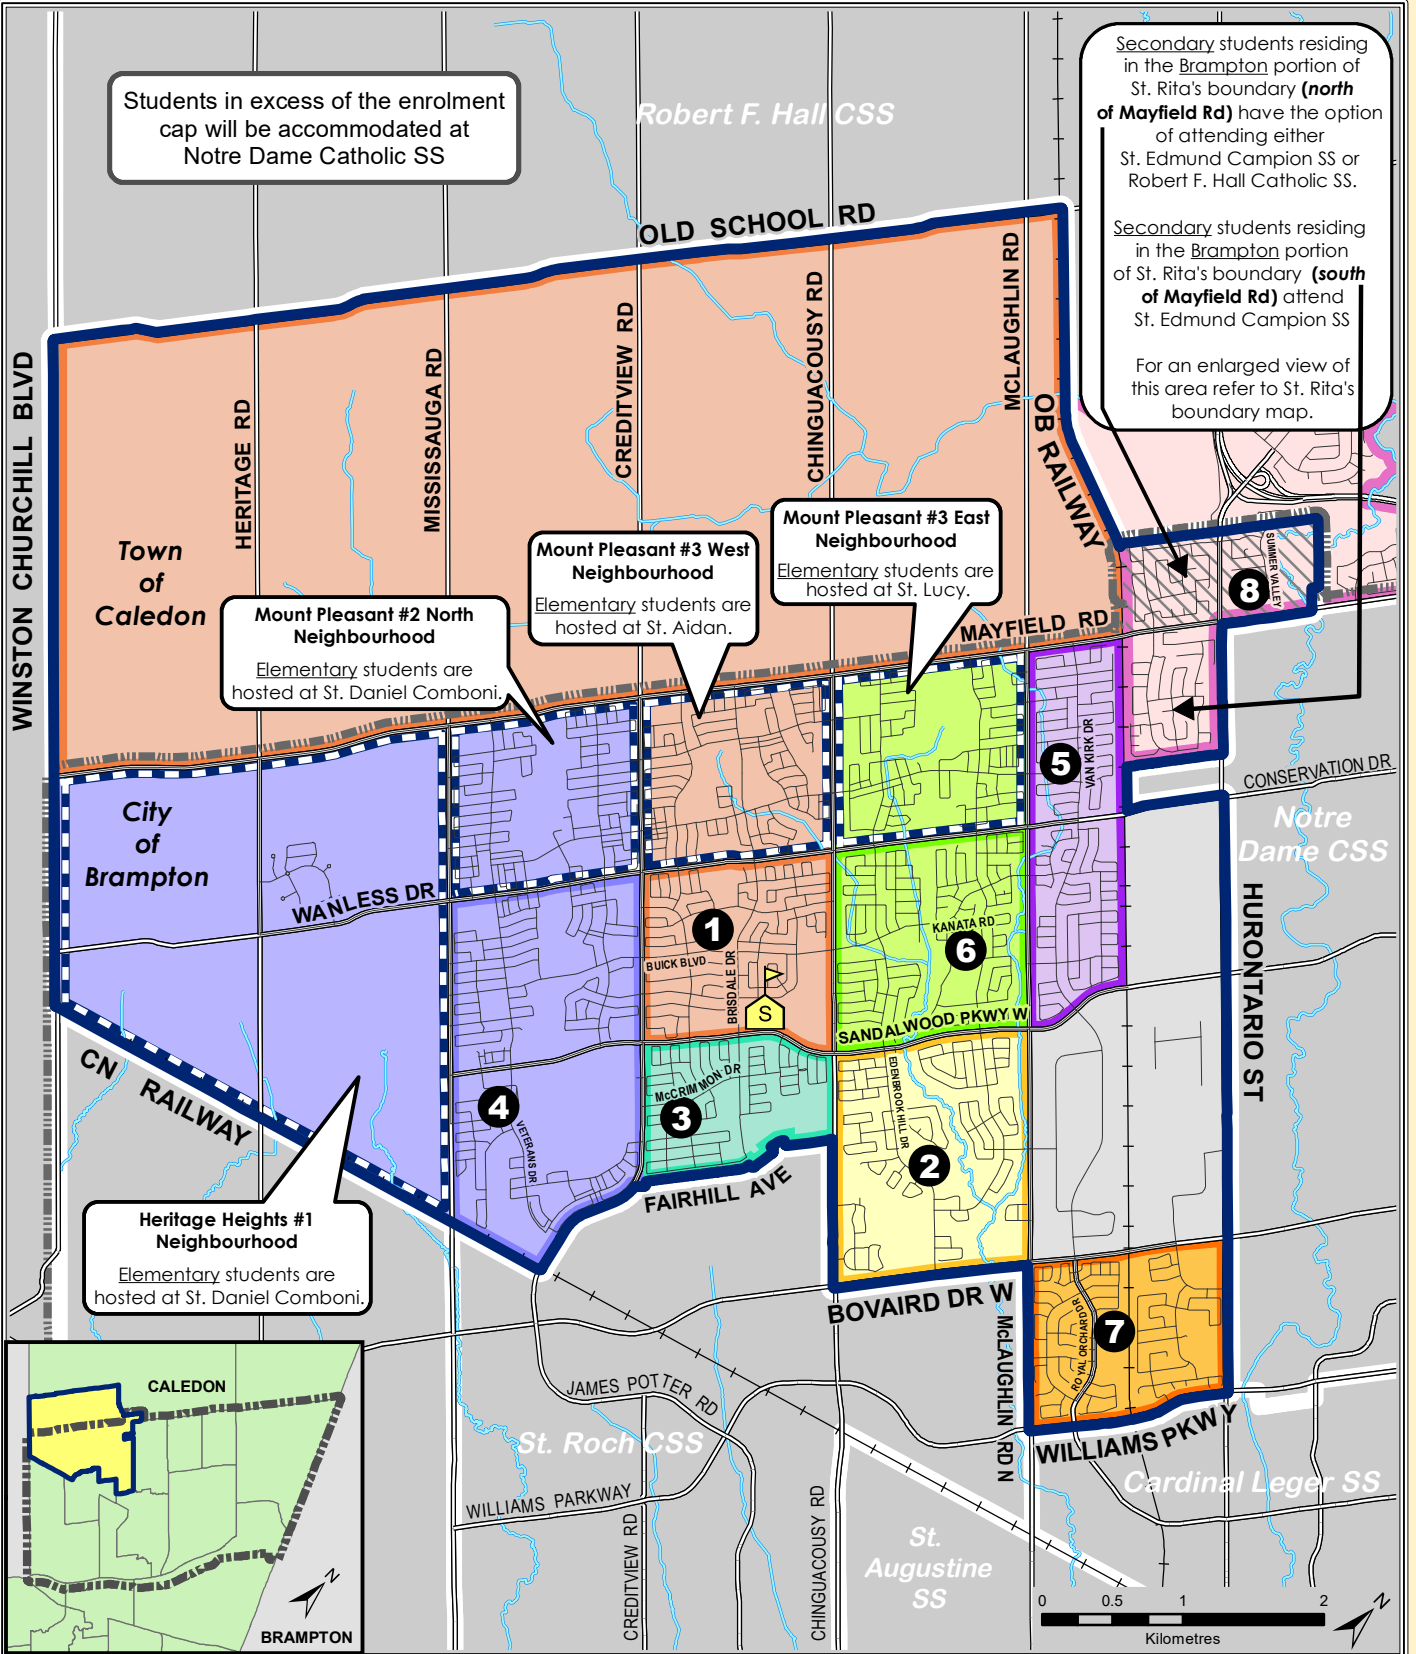 Students in excess of the enrolment
cap will be accommodated at
Notre Dame Catholic SS
Robert F. Hall CSS
Secondary students residing
in the Brampton portion of
St. Rita's boundary (north
of Mayfield Rd) have the option
of attending either
St. Edmund Campion SS or
Robert F. Hall Catholic SS.
Secondary students residing
in the Brampton portion
of St. Rita's boundary (south
of Mayfield Rd) attend
St. Edmund Campion SS
For an enlarged view of
this area refer to St. Rita's
boundary map.
OLD SCHOOL RD
WINSTON CHURCHILL BLVD
HERITAGE RD
MISSISSAUGA RD
CREDITVIEW RD
CHINGUACOUSY RD
MCLAUGHLIN RD
OB RAILWAY
Town
of
Caledon
Mount Pleasant #3 East
Neighbourhood
Elementary students are
hosted at St. Lucy.
Mount Pleasant #3 West
Neighbourhood
Elementary students are
hosted at St. Aidan.
Mount Pleasant #2 North
Neighbourhood
Elementary students are
hosted at St. Daniel Comboni.
MAYFIELD RD
SUMMER VALLEY
8
5
VAN KIRK DR
CONSERVATION DR
City
of
Brampton
Notre
Dame CSS
WANLESS DR
HURONTARIO ST
1
BUICK BLVD
BRISDALE DR
S
KANATA RD
6
SANDALWOOD PKWY W
CN RAILWAY
4
VETERANS DR
McCRIMMON DR
3
EDENBROOK HILL DR
2
FAIRHILL AVE
Heritage Heights #1
Neighbourhood
Elementary students are
hosted at St. Daniel Comboni.
BOVAIRD DR W
McLAUGHLIN RD N
ROYAL ORCHARD DR
7
WILLIAMS PKWY
JAMES POTTER RD
St. Roch CSS
WILLIAMS PARKWAY
CREDITVIEW RD
CHINGUACOUSY RD
Cardinal Leger SS
St.
Augustine
SS
CALEDON
BRAMPTON
N
0 0.5 1 2
Kilometres
N